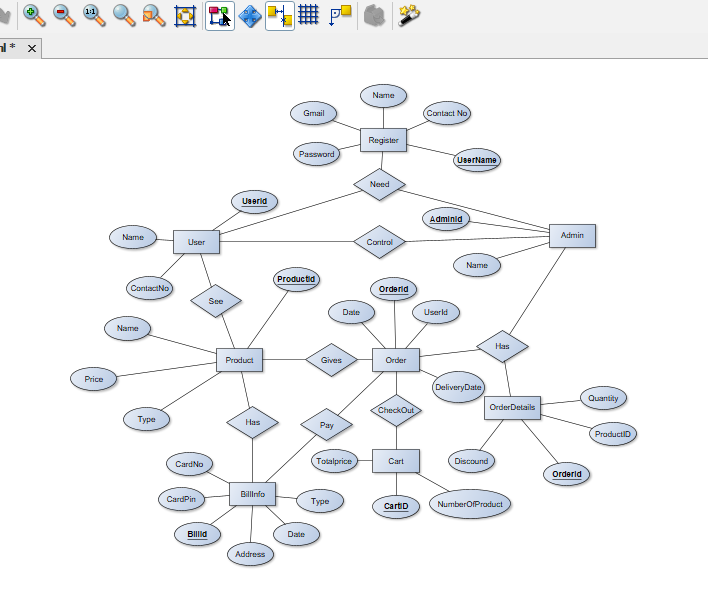 1:1
nl *
Name
Gmail
Contact No
Register
Password
UserName
Need
UserId
AdminId
Name
User
Control
Admin
Name
ContactNo
ProductId
OrderId
See
Date
UserId
Name
Has
Product
Gives
Order
Price
DeliveryDate
Quantity
Type
Has
Pay
CheckOut
OrderDetails
ProductID
CardNo
Totalprice
Cart
Discound
OrderId
CardPin
BillInfo
Type
CartID
NumberOfProduct
BillId
Date
Address